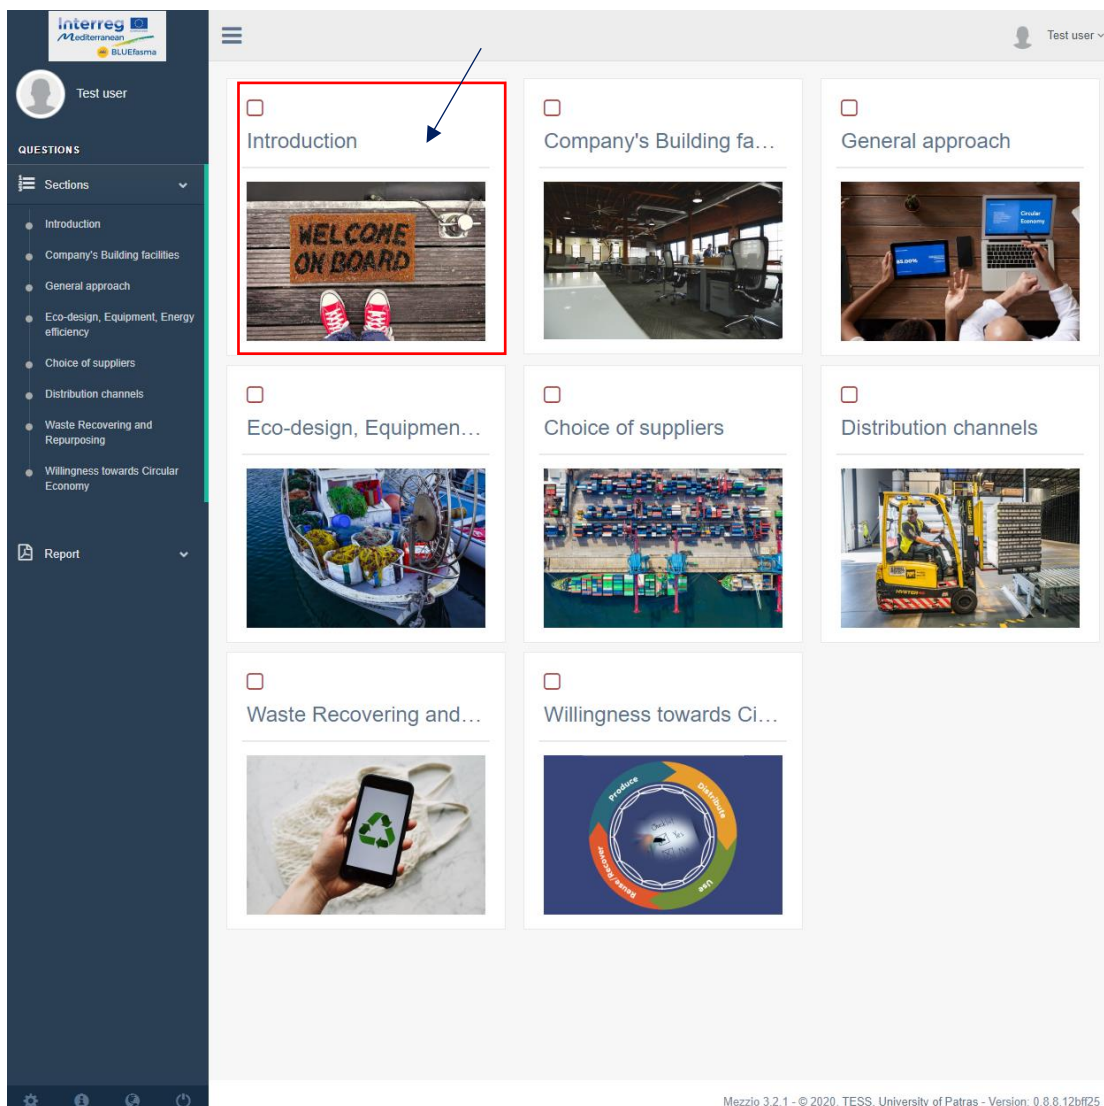 Interreg
Mediterranean
BLUEfasma
Test user
Test user
QUESTIONS
Sections
Introduction
Company's Building facilities
General approach
Eco-design, Equipment, Energy
efficiency
Choice of suppliers
Distribution channels
Waste Recovering and
Repurposing
Willingness towards Circular
Economy
Report
Introduction
WELCOME
ON BOARD
Company's Building fa...
General approach
Circular
Economy
Eco-design, Equipmen...
Choice of suppliers
Distribution channels
HYSTER
Waste Recovering and...
Willingness towards Ci...
Produce
Distribute
Use
Reuse/Recover
Mezzio 3.2.1 - © 2020. TESS. University of Patras - Version: 0.8.8.12bff25